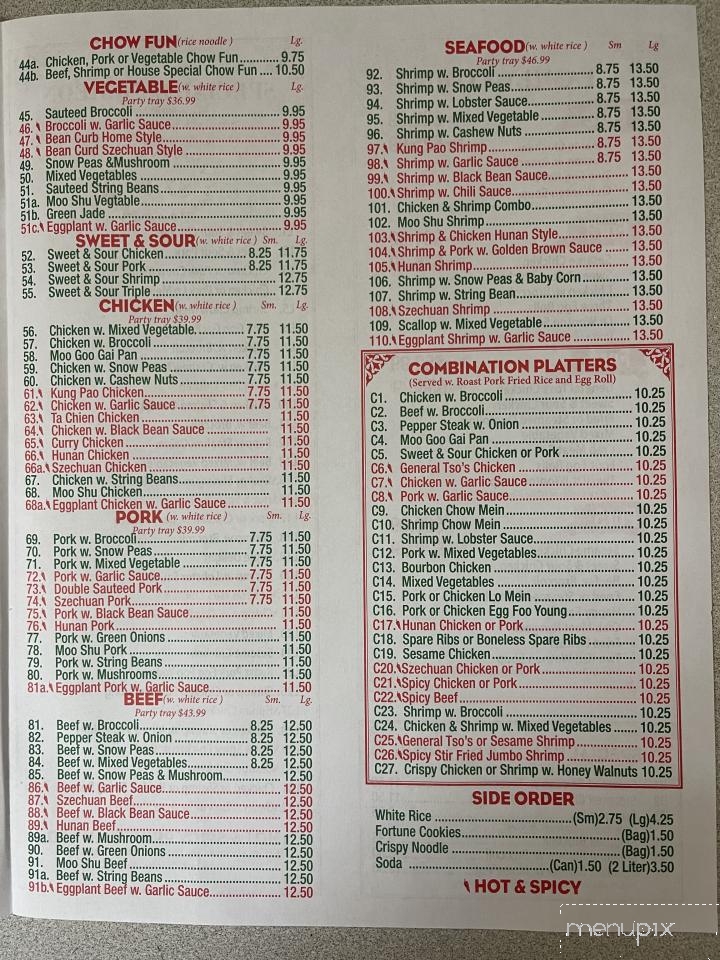 CHOW FUN (rice noodle ) Lg.
44a. Chicken, Pork or Vegetable Chow Fun............ 9.75
44b. Beef, Shrimp or House Special Chow Fun .... 10.50
VEGETABLE (w. white rice ) Lg.
Party tray $36.99
45. Sauteed Broccoli ........ 9.95
46. Broccoli w. Garlic Sauce........ 9.95
47. Bean Curb Home Style........ 9.95
48. Bean Curd Szechuan Style ........ 9.95
49. Snow Peas &Mushroom ........ 9.95
50. Mixed Vegetables........ 9.95
51. Sauteed String Beans........ 9.95
51a. Moo Shu Vegtable........ 9.95
51b. Green Jade ........ 9.95
51c. Eggplant w. Garlic Sauce........ 9.95
SWEET & SOUR (w. white rice ) Sm. Lg.
52. Sweet & Sour Chicken........ 8.25 11.75
53. Sweet & Sour Pork ........ 8.25 11.75
54. Sweet & Sour Shrimp ........ 12.75
55. Sweet & Sour Triple ........ 12.75
CHICKEN (w. white rice ) Sm. Lg.
Party tray $39.99
56. Chicken w. Mixed Vegetable. ........ 7.75 11.50
57. Chicken w. Broccoli ........ 7.75 11.50
58. Moo Goo Gai Pan ........ 7.75 11.50
59. Chicken w. Snow Peas ........ 7.75 11.50
60. Chicken w. Cashew Nuts ........ 7.75 11.50
61. Kung Pao Chicken........ 7.75 11.50
62. Chicken w. Garlic Sauce ........ 7.75 11.50
63. Ta Chien Chicken ........ 11.50
64. Chicken w. Black Bean Sauce ........ 11.50
65. Curry Chicken ........ 11.50
66. Hunan Chicken ........ 11.50
66a. Szechuan Chicken ........ 11.50
67. Chicken w. String Beans........ 11.50
68. Moo Shu Chicken........ 11.50
68a. Eggplant Chicken w. Garlic Sauce ........ 11.50
PORK (w. white rice ) Sm. Lg.
Party tray $39.99
69. Pork w. Broccoli........ 7.75 11.50
70. Pork w. Snow Peas ........ 7.75 11.50
71. Pork w. Mixed Vegetable ........ 7.75 11.50
72. Pork w. Garlic Sauce........ 7.75 11.50
73. Double Sauteed Pork........ 7.75 11.50
74. Szechuan Pork........ 7.75 11.50
75. Pork w. Black Bean Sauce ........ 11.50
76. Hunan Pork ........ 11.50
77. Pork w. Green Onions ........ 11.50
78. Moo Shu Pork ........ 11.50
79. Pork w. String Beans ........ 11.50
80. Pork w. Mushrooms........ 11.50
81a. Eggplant Pork w. Garlic Sauce........ 11.50
BEEF (w. white rice ) Sm. Lg.
Party tray $43.99
81. Beef w. Broccoli ........ 8.25 12.50
82. Pepper Steak w. Onion ........ 8.25 12.50
83. Beef w. Snow Peas ........ 8.25 12.50
84. Beef w. Mixed Vegetables........ 8.25 12.50
85. Beef w. Snow Peas & Mushroom........ 12.50
86. Beef w. Garlic Sauce ........ 12.50
87. Szechuan Beef........ 12.50
88. Beef w. Black Bean Sauce ........ 12.50
89. Hunan Beef........ 12.50
89a. Beef w. Mushroom........ 12.50
90. Beef w. Green Onions ........ 12.50
91. Moo Shu Beef ........ 12.50
91a. Beef w. String Beans ........ 12.50
91b. Eggplant Beef w. Garlic Sauce........ 12.50
SEAFOOD (w. white rice ) Sm Lg
Party tray $46.99
92. Shrimp w. Broccoli ........ 8.75 13.50
93. Shrimp w. Snow Peas........ 8.75 13.50
94. Shrimp w. Lobster Sauce........ 8.75 13.50
95. Shrimp w. Mixed Vegetable ........ 8.75 13.50
96. Shrimp w. Cashew Nuts ........ 8.75 13.50
97. Kung Pao Shrimp ........ 8.75 13.50
98. Shrimp w. Garlic Sauce ........ 8.75 13.50
99. Shrimp w. Black Bean Sauce........ 13.50
100. Shrimp w. Chili Sauce........ 13.50
101. Chicken & Shrimp Combo........ 13.50
102. Moo Shu Shrimp........ 13.50
103. Shrimp & Chicken Hunan Style........ 13.50
104. Shrimp & Pork w. Golden Brown Sauce ........ 13.50
105. Hunan Shrimp........ 13.50
106. Shrimp w. Snow Peas & Baby Corn........ 13.50
107. Shrimp w. String Bean........ 13.50
108. Szechuan Shrimp ........ 13.50
109. Scallop w. Mixed Vegetable........ 13.50
110. Eggplant Shrimp w. Garlic Sauce ........ 13.50
COMBINATION PLATTERS
(Served w. Roast Pork Fried Rice and Egg Roll)
C1. Chicken w. Broccoli ........ 10.25
C2. Beef w. Broccoli........ 10.25
C3. Pepper Steak w. Onion ........ 10.25
C4. Moo Goo Gai Pan ........ 10.25
C5. Sweet & Sour Chicken or Pork ........ 10.25
C6. General Tso's Chicken ........ 10.25
C7. Chicken w. Garlic Sauce ........ 10.25
C8. Pork w. Garlic Sauce........ 10.25
C9. Chicken Chow Mein ........ 10.25
C10. Shrimp Chow Mein ........ 10.25
C11. Shrimp w. Lobster Sauce........ 10.25
C12. Pork w. Mixed Vegetables........ 10.25
C13. Bourbon Chicken ........ 10.25
C14. Mixed Vegetables ........ 10.25
C15. Pork or Chicken Lo Mein ........ 10.25
C16. Pork or Chicken Egg Foo Young........ 10.25
C17. Hunan Chicken or Pork........ 10.25
C18. Spare Ribs or Boneless Spare Ribs ........ 10.25
C19. Sesame Chicken........ 10.25
C20. Szechuan Chicken or Pork........ 10.25
C21. Spicy Chicken or Pork ........ 10.25
C22. Spicy Beef ........ 10.25
C23. Shrimp w. Broccoli ........ 10.25
C24. Chicken & Shrimp w. Mixed Vegetables ....... 10.25
C25. General Tso's or Sesame Shrimp ........ 10.25
C26. Spicy Stir Fried Jumbo Shrimp ........ 10.25
C27. Crispy Chicken or Shrimp w. Honey Walnuts 10.25
SIDE ORDER
White Rice ........(Sm)2.75 (Lg)4.25
Fortune Cookies........(Bag)1.50
Crispy Noodle ........(Bag)1.50
Soda ........(Can)1.50 (2 Liter)3.50
HOT & SPICY
menupix